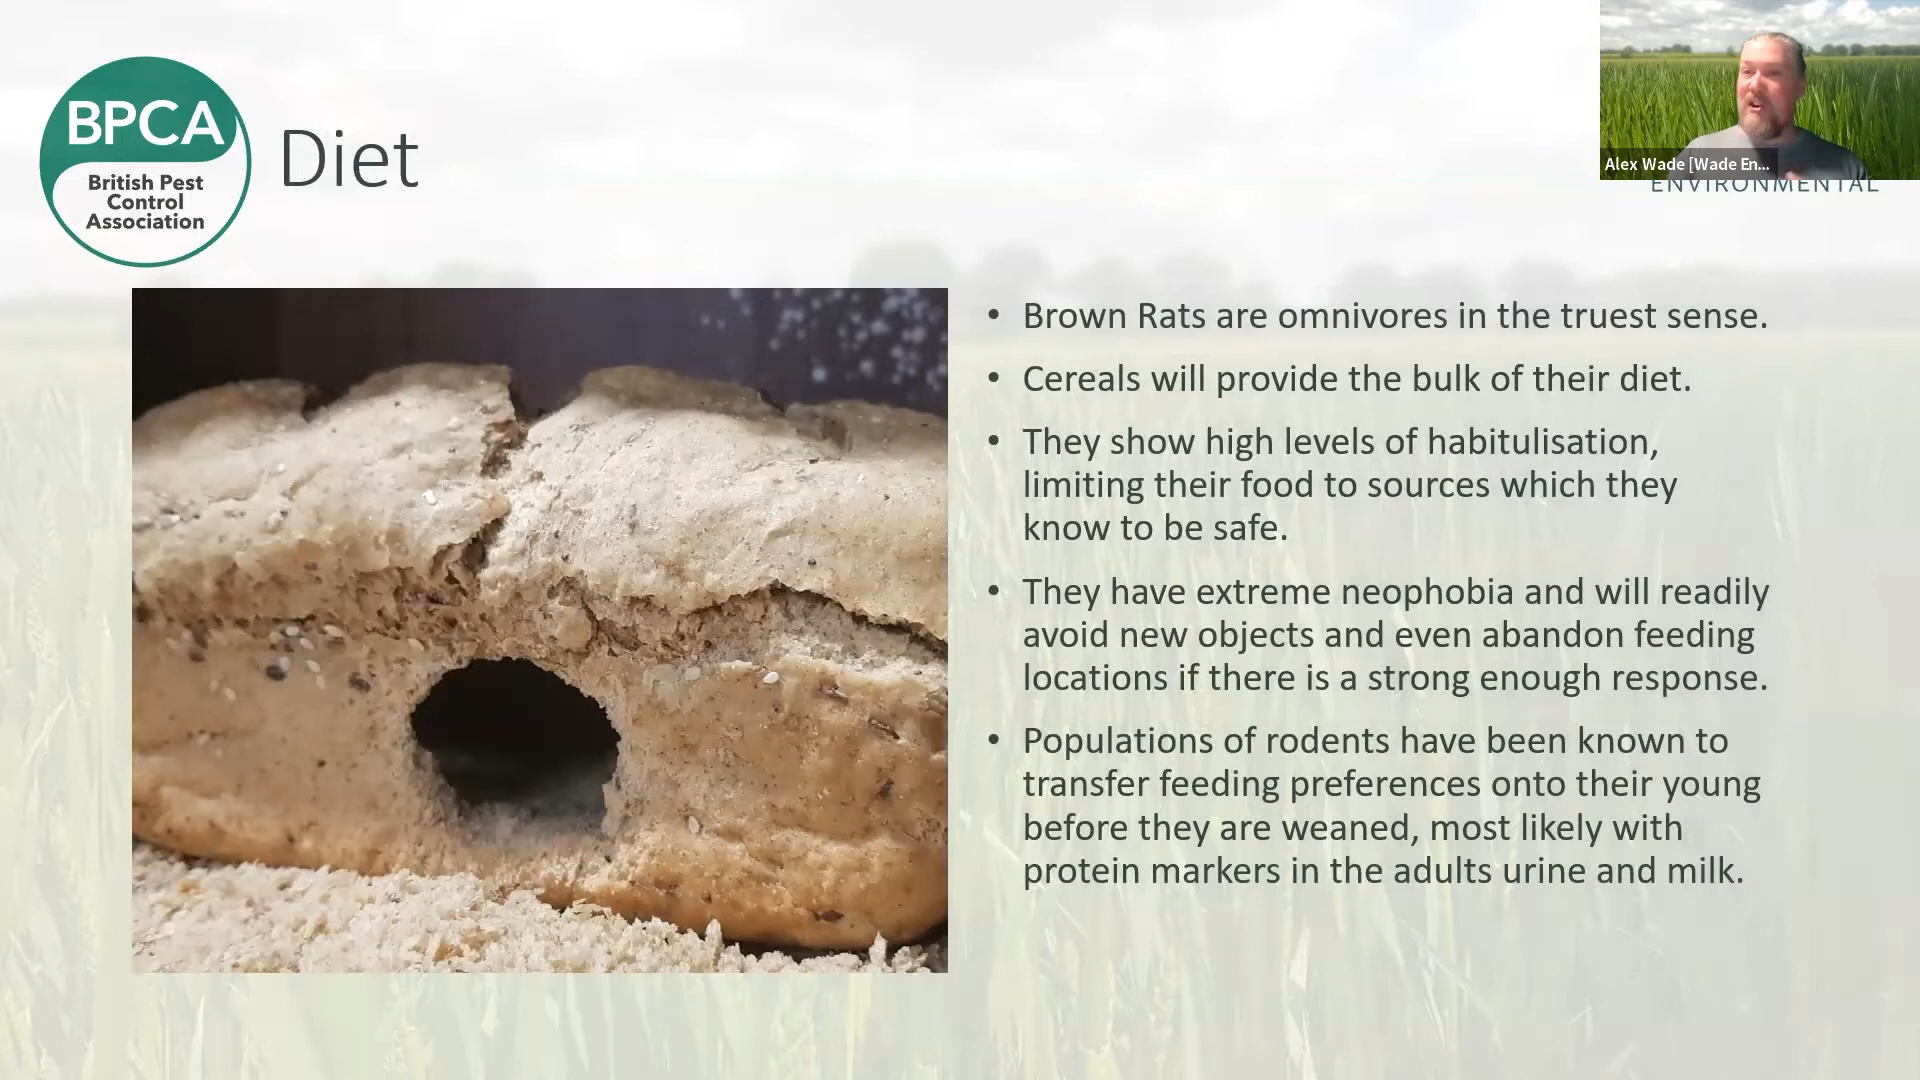 BPCA
British Pest
Control
Association
Diet
Alex Wade [Wade En...
ENVIRONMENTAL
• Brown Rats are omnivores in the truest sense.
• Cereals will provide the bulk of their diet.
• They show high levels of habitulisation,
limiting their food to sources which they
know to be safe.
• They have extreme neophobia and will readily
avoid new objects and even abandon feeding
locations if there is a strong enough response.
• Populations of rodents have been known to
transfer feeding preferences onto their young
before they are weaned, most likely with
protein markers in the adults urine and milk.